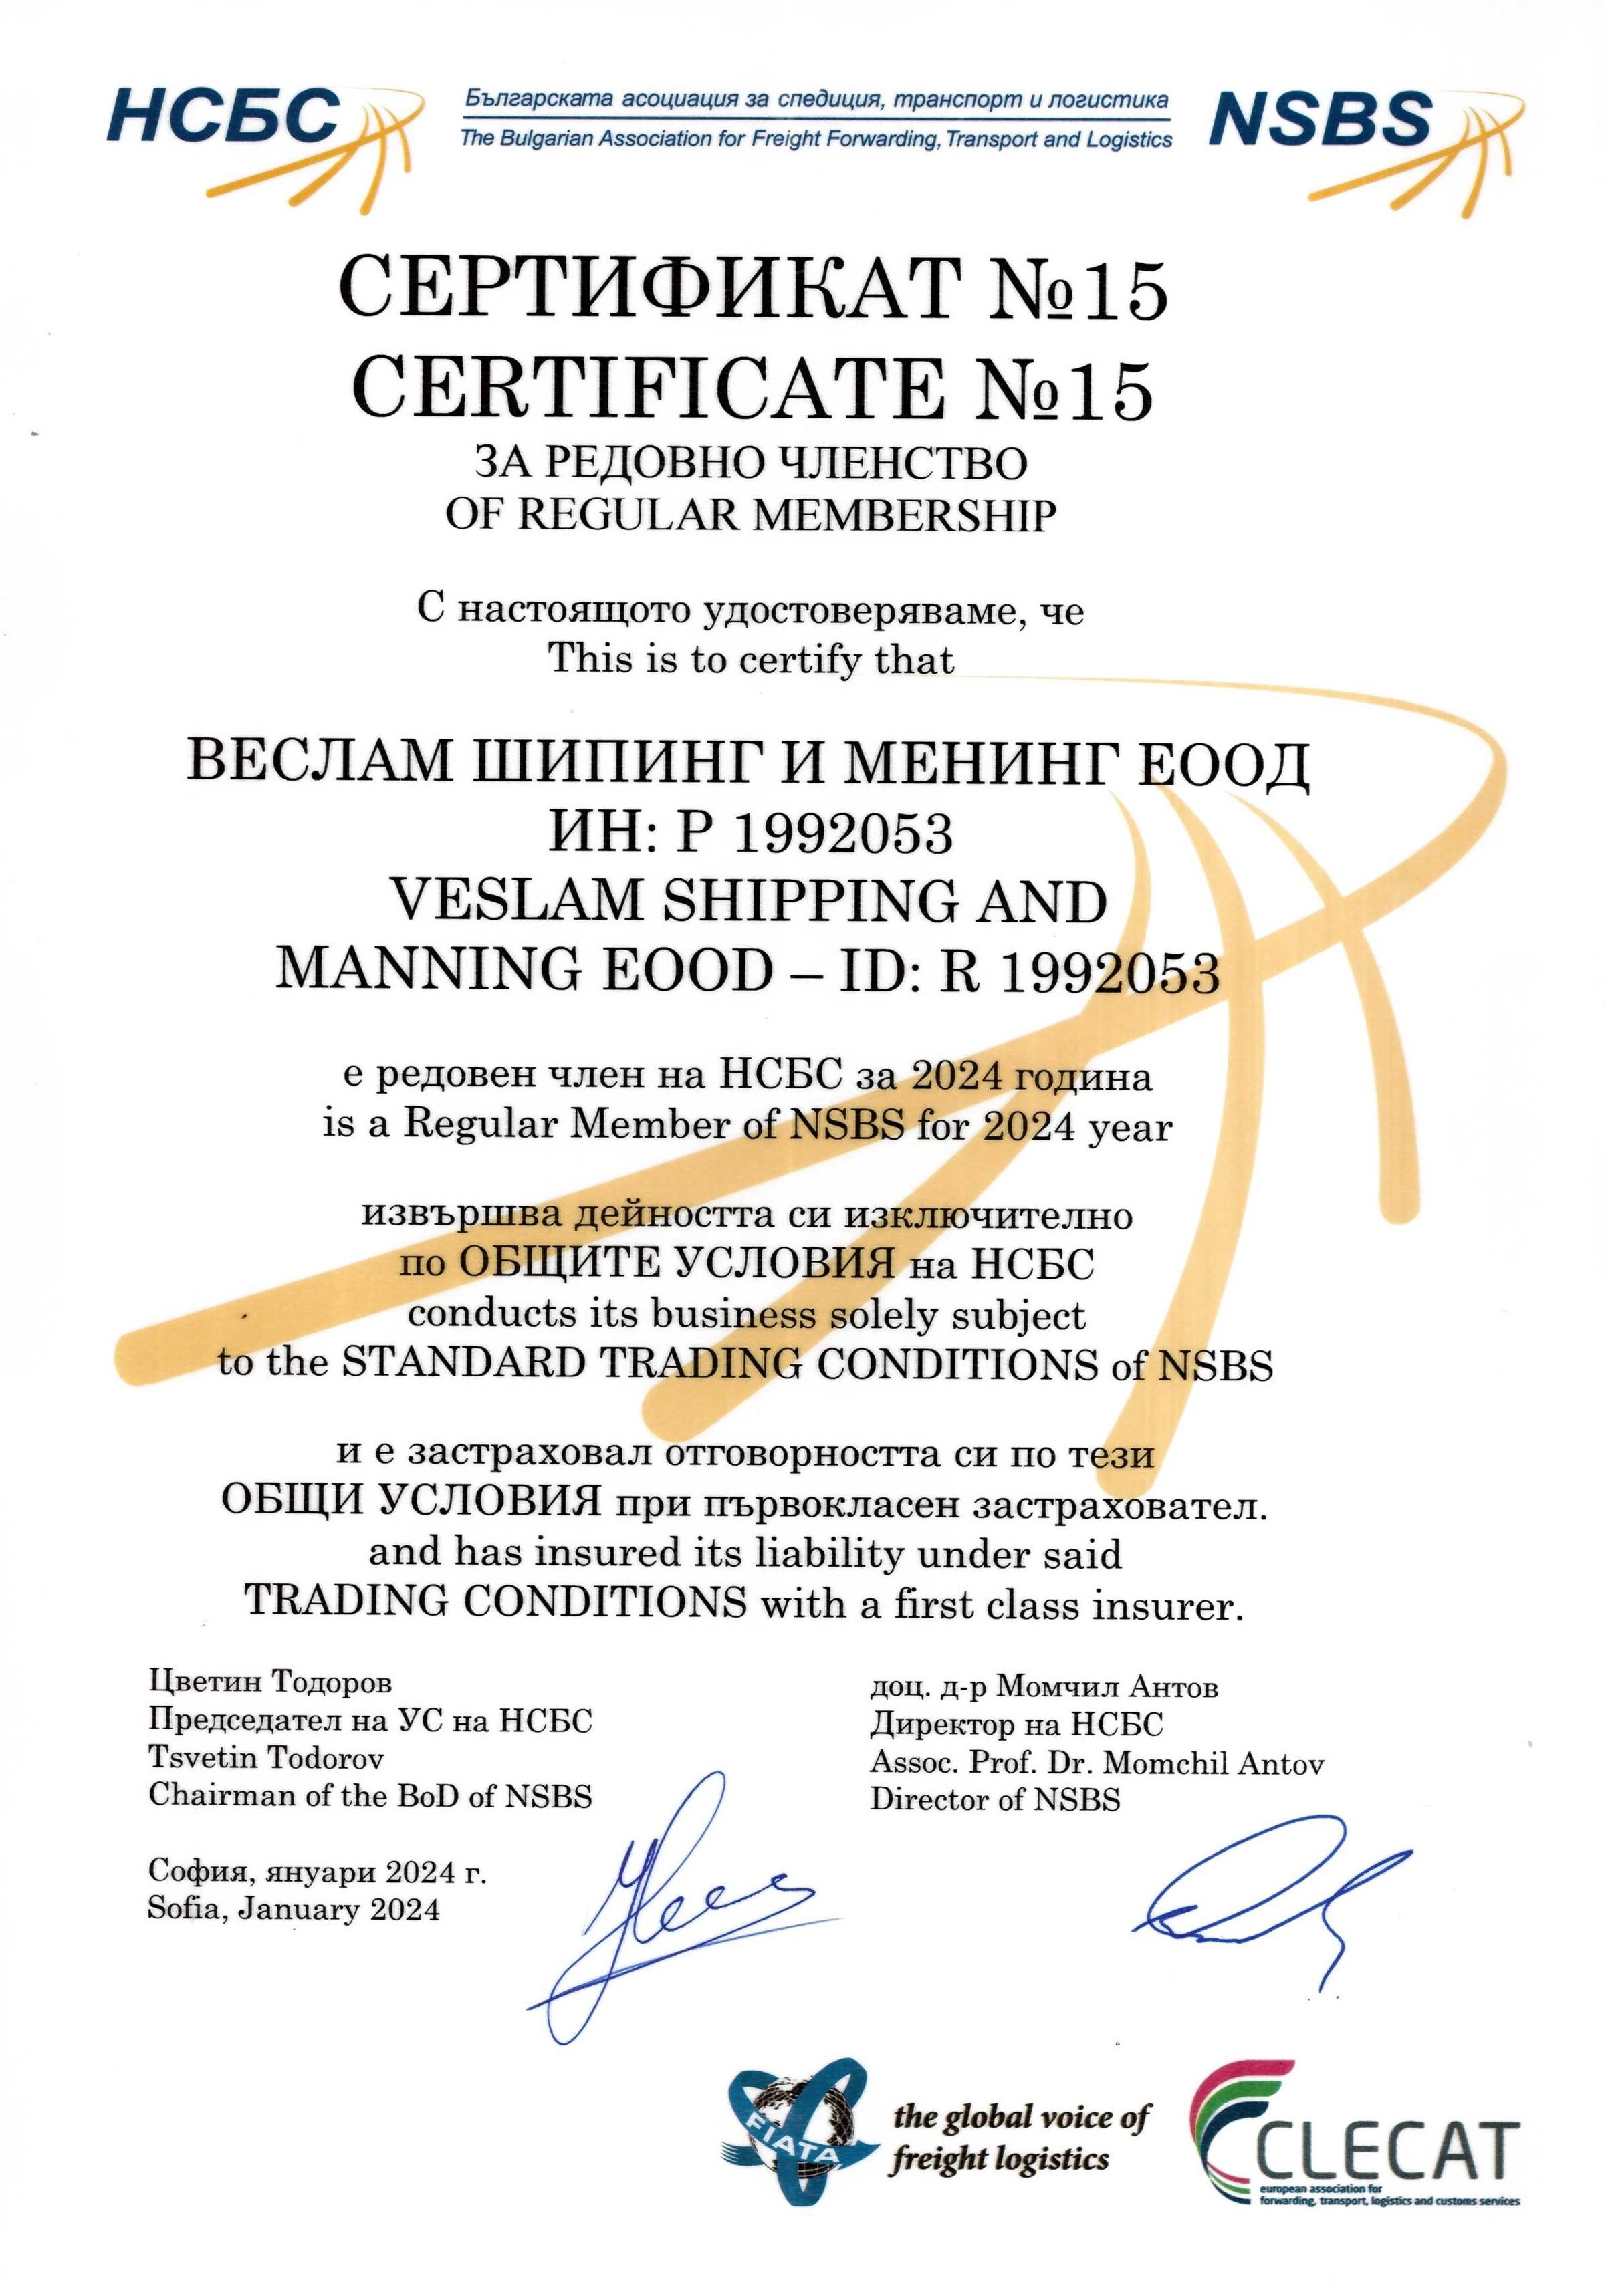 НСБС
Българската асоциация за спедиция, транспорт и логистика
The Bulgarian Association for Freight Forwarding, Transport and Logistics
NSBS
СЕРТИФИКАТ №15
CERTIFICATE №15
ЗА РЕДОВНО ЧЛЕНСТВО
OF REGULAR MEMBERSHIP
С настоящото удостоверяваме, че
This is to certify that
ВЕСЛАМ ШИПИНГ И МЕНИНГ ЕООД
ИН: Р 1992053
VESLAM SHIPPING AND
MANNING EOOD – ID: R 1992053
е редовен член на НСБС за 2024 година
is a Regular Member of NSBS for 2024 year
извършва дейността си изключително
по ОБЩИТЕ УСЛОВИЯ на НСБС
conducts its business solely subject
to the STANDARD TRADING CONDITIONS of NSBS
и е застраховал отговорността си по тези
ОБЩИ УСЛОВИЯ при първокласен застраховател.
and has insured its liability under said
TRADING CONDITIONS with a first class insurer.
Цветин Тодоров
Председател на УС на НСБС
Tsvetin Todorov
Chairman of the BoD of NSBS
доц. д-р Момчил Антов
Директор на НСБС
Assoc. Prof. Dr. Momchil Antov
Director of NSBS
София, януари 2024 г.
Sofia, January 2024
FIATA
the global voice of
freight logistics
CLECAT
european association for
forwarding, transport, logistics and customs services